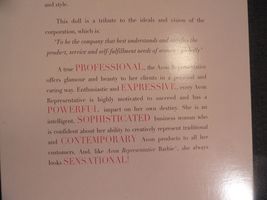 and style.
This doll is a tribute to the ideals and vision of the
corporation, which is:
"To be the company that best understands and satisfies the
product, service and self-fulfillment needs of women - globally"
A true PROFESSIONAL, the Avon Representative
offers glamour and beauty to her clients in a personal and
caring way. Enthusiastic and EXPRESSIVE, every Avon
Representative is highly motivated to succeed and has a
POWERFUL impact on her own destiny. She is an
intelligent, SOPHISTICATED business woman who
is confident about her ability to creatively represent traditional
and CONTEMPORARY Avon products to all her
customers. And, like Avon Representative Barbie®, she always
looks SENSATIONAL!